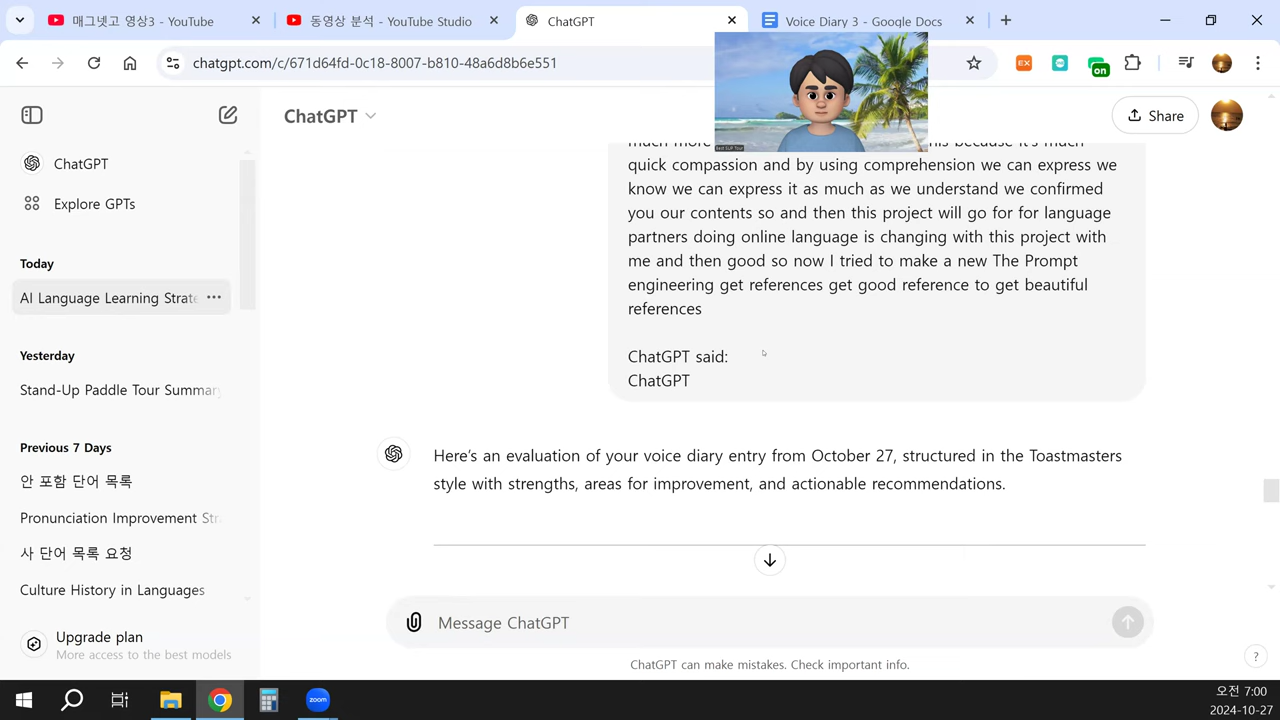 매그넷고 영상3 - YouTube
동영상 분석 - YouTube Studio
ChatGPT
Voice Diary 3 - Google Docs
chatgpt.com/c/671d64fd-0c18-8007-b810-48a6d8b6e551
EX
on
ChatGPT
Share
ChatGPT
Explore GPTs
Today
AI Language Learning Strate
Yesterday
Stand-Up Paddle Tour Summar
Previous 7 Days
안 포함 단어 목록
Pronunciation Improvement Str
사 단어 목록 요청
Culture History in Languages
Upgrade plan
More access to the best models
much more
his because it's much
quick compassion and by using comprehension we can express we
know we can express it as much as we understand we confirmed
you our contents so and then this project will go for for language
partners doing online language is changing with this project with
me and then good so now I tried to make a new The Prompt
engineering get references get good reference to get beautiful
references
ChatGPT said:
ChatGPT
Here's an evaluation of your voice diary entry from October 27, structured in the Toastmasters
style with strengths, areas for improvement, and actionable recommendations.
Message ChatGPT
ChatGPT can make mistakes. Check important info.
?
zoom
오전 7:00
2024-10-27